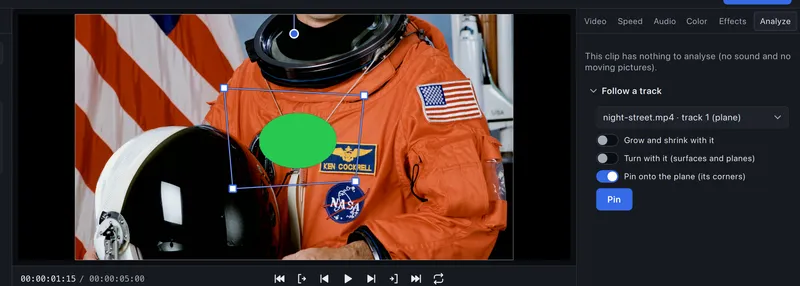 Video Speed Audio Color Effects Analyze
This clip has nothing to analyse (no sound and no
moving pictures).
Follow a track
night-street.mp4 · track 1 (plane)
Grow and shrink with it
Turn with it (surfaces and planes)
Pin onto the plane (its corners)
Pin
KEN COCKRELL
NASA
USA
00:00:01:15 / 00:00:05:00